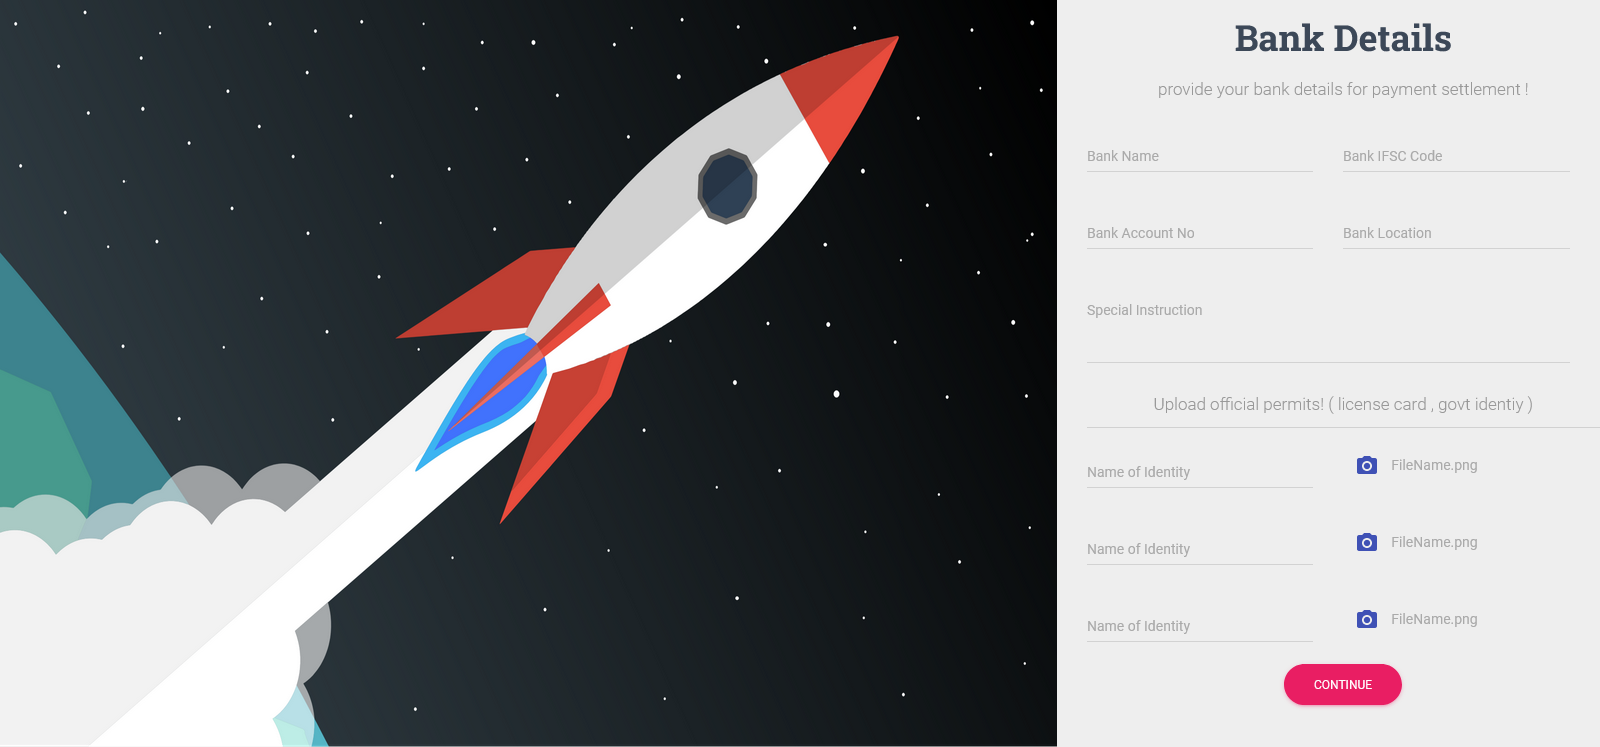 Bank Details
provide your bank details for payment settlement !
Bank Name
Bank IFSC Code
Bank Account No
Bank Location
Special Instruction
Upload official permits! ( license card , govt identiy )
Name of Identity
FileName.png
Name of Identity
FileName.png
Name of Identity
FileName.png
CONTINUE